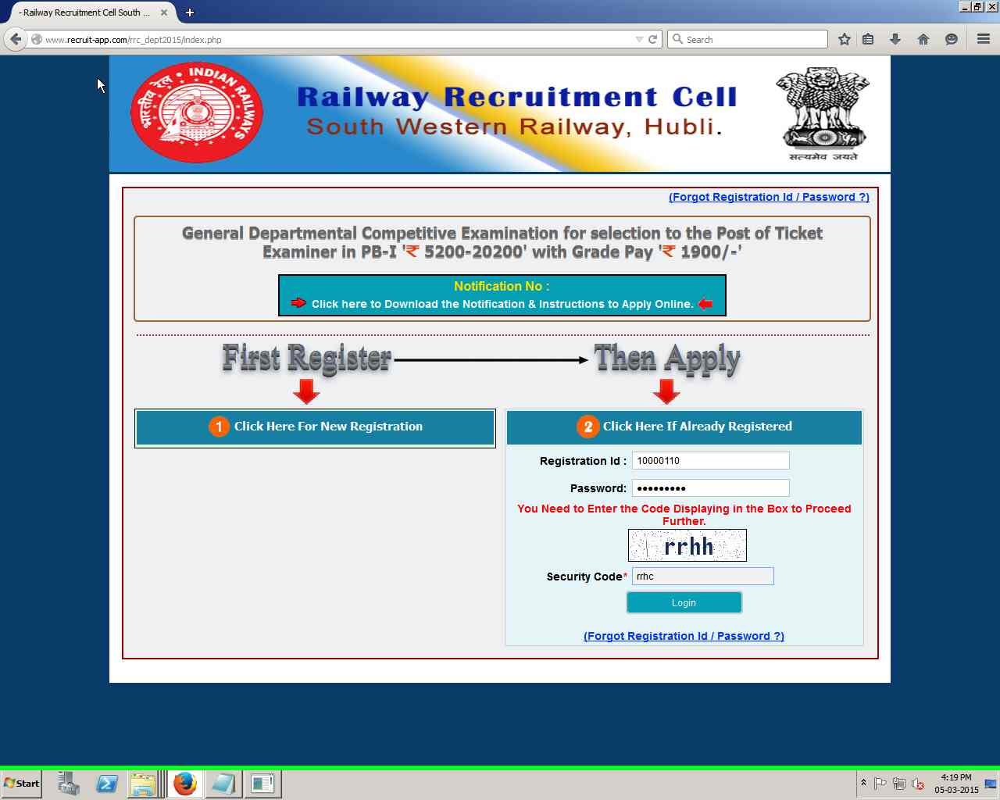 - Railway Recruitment Cell South ...
www.recruit-app.com/rrc_dept2015/index.php
Search
भारतीय रेल • INDIAN RAILWAYS
Railway Recruitment Cell
South Western Railway, Hubli.
सत्यमेव जयते
(Forgot Registration Id / Password ?)
General Departmental Competitive Examination for selection to the Post of Ticket
Examiner in PB-I '₹ 5200-20200' with Grade Pay '₹ 1900/-'
Notification No :
Click here to Download the Notification & Instructions to Apply Online.
First Register
Then Apply
1 Click Here For New Registration
2 Click Here If Already Registered
Registration Id : 10000110
Password: ●●●●●●●●●
You Need to Enter the Code Displaying in the Box to Proceed
Further.
rrhh
Security Code* rrhc
Login
(Forgot Registration Id / Password ?)
Start
4:19 PM
05-03-2015